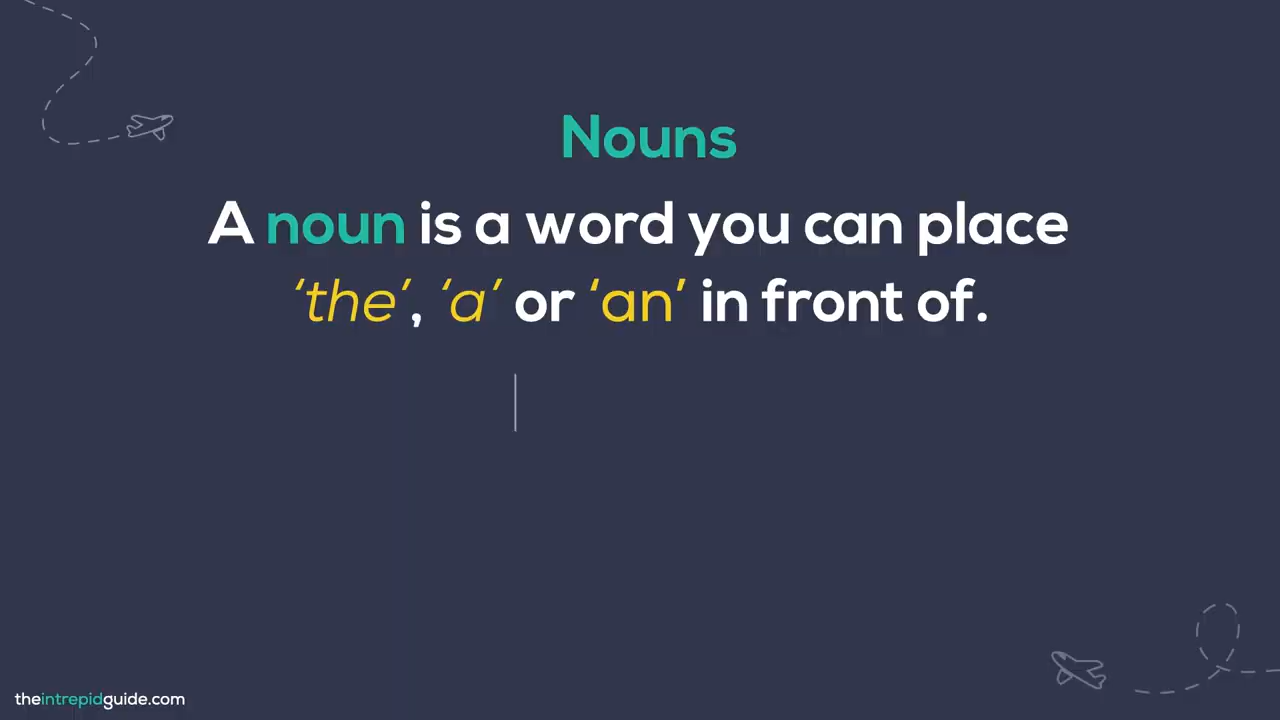 Nouns
A noun is a word you can place
‘the’, ‘a’ or ‘an’ in front of.
theintrepidguide.com